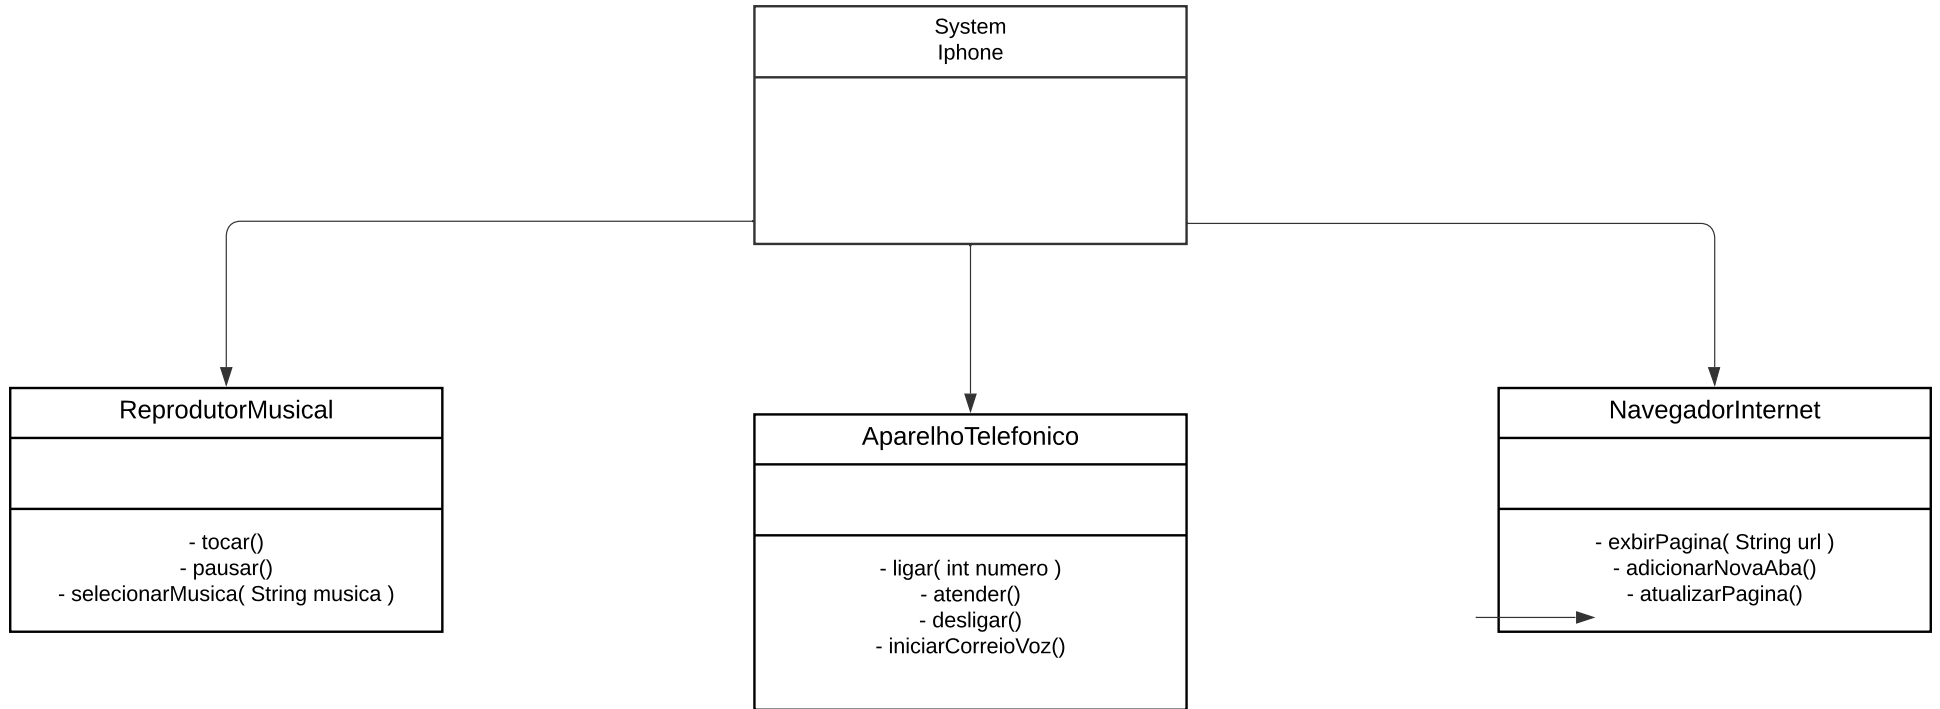 System
Iphone
ReprodutorMusical
- tocar()
- pausar()
- selecionarMusica( String musica )
AparelhoTelefonico
- ligar( int numero )
- atender()
- desligar()
- iniciarCorreioVoz()
NavegadorInternet
- exbirPagina( String url )
- adicionarNovaAba()
- atualizarPagina()